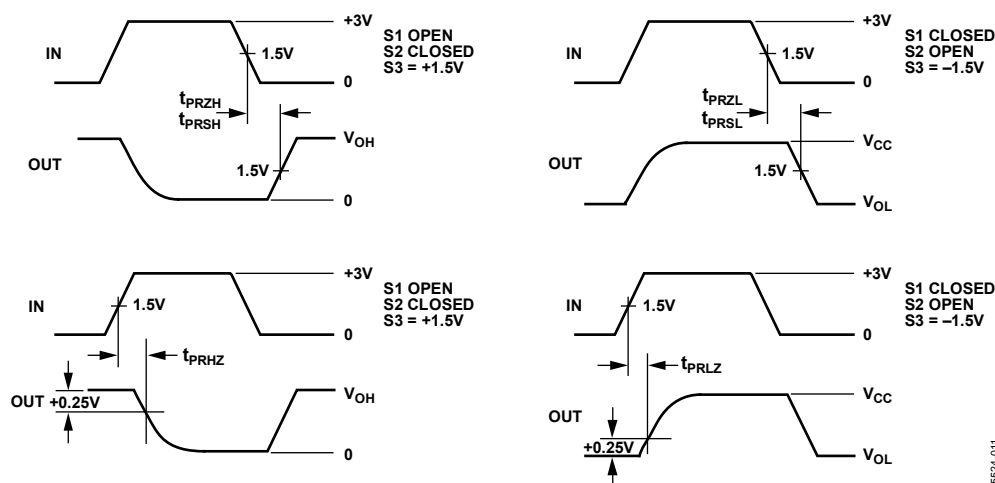 +3V
S1 OPEN
S2 CLOSED
S3 = +1.5V
IN
1.5V
0
tPRZH
tPRSH
VOH
OUT
1.5V
0
+3V
S1 CLOSED
S2 OPEN
S3 = –1.5V
IN
1.5V
0
tPRZL
tPRSL
VCC
OUT
1.5V
VOL
+3V
S1 OPEN
S2 CLOSED
S3 = +1.5V
IN
1.5V
0
tPRHZ
VOH
OUT +0.25V
0
+3V
S1 CLOSED
S2 OPEN
S3 = –1.5V
IN
1.5V
0
tPRLZ
VCC
OUT
+0.25V
VOL